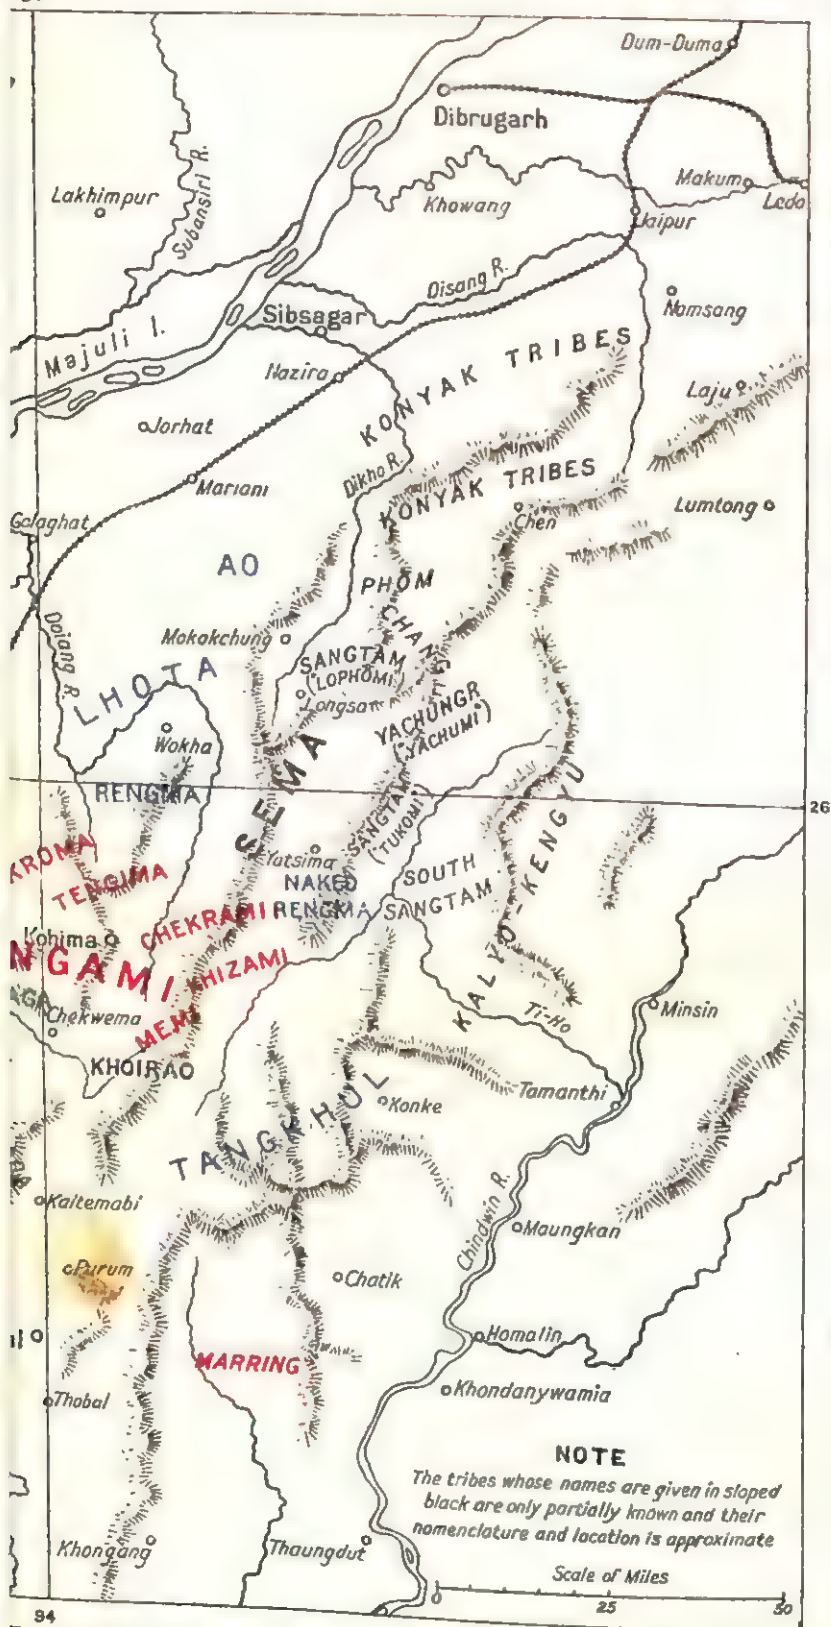 Dum-Duma
Dibrugarh
Lakhimpur
Subansiri R.
Khowang
Makum
Ledo
Jaipur
Disang R.
Namsang
Sibsagar
Majuli I.
Nazira
KONYAK TRIBES
Laju
Jorhat
Dikho R.
Mariani
KONYAK TRIBES
Chen
Lumtong
Golaghat
AO
PHOM
CHANG
Mokokchung
Doiang R.
SANGTAM
(LOPHOMI)
Longsa
LHOTA
YACHUNGR
(YACHUMI)
Wokha
SEMA
RENGMA
26
SANGTAM
(TUKOMI)
KROMA
TENGIMA
Yatsima
NAKED
RENGMA
SOUTH
SANGTAM
KALYO-KENGYU
CHEKRAMI
Kohima
NGAMI
KHIZAMI
MEMI
Chekwema
KHOIRAO
Ti-Ho
Minsin
TANGKHUL
Konke
Tamanthi
Kaitemabi
Chindwin R.
Maungkan
Purum
Chatik
Homalin
MARRING
Thobal
Khondanywamia
NOTE
The tribes whose names are given in sloped
black are only partially known and their
nomenclature and location is approximate
Khongang
Thaungdut
Scale of Miles
0 25 50
94